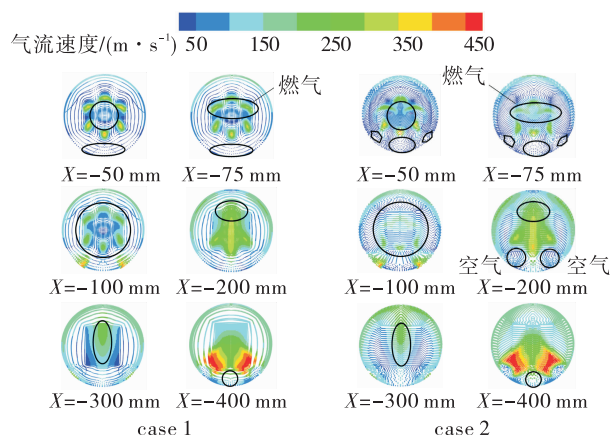 气流速度/(m·s⁻¹) 50 150 250 350 450
燃气 燃气
X=-50 mm X=-75 mm X=-50 mm X=-75 mm
空气 空气
X=-100 mm X=-200 mm X=-100 mm X=-200 mm
X=-300 mm X=-400 mm X=-300 mm X=-400 mm
case 1 case 2